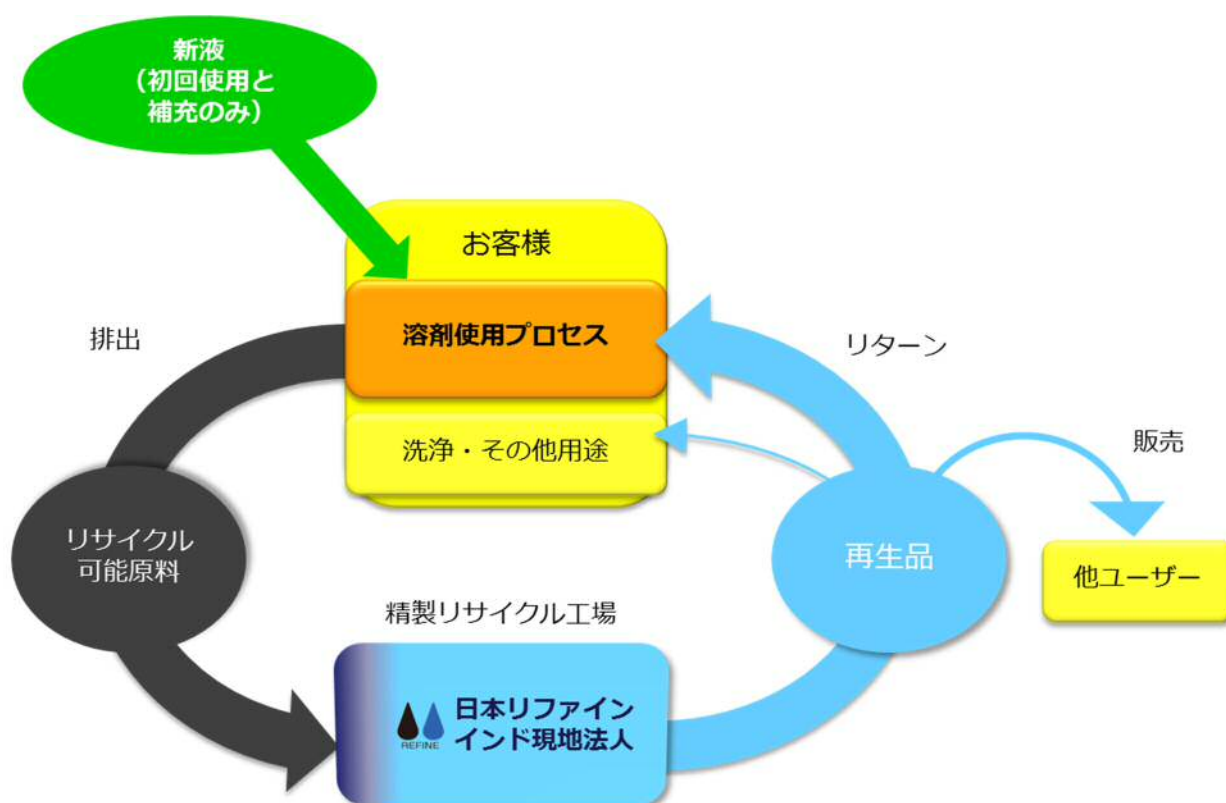 新液
（初回使用と
補充のみ）
お客様
溶剤使用プロセス
排出
リターン
洗浄・その他用途
販売
リサイクル
可能原料
再生品
他ユーザー
精製リサイクル工場
日本リファイン
インド現地法人
REFINE